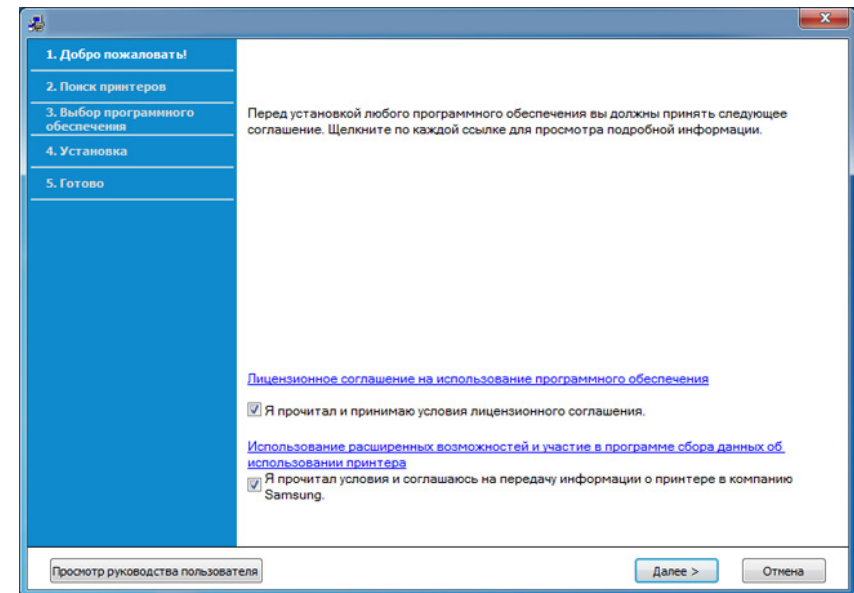 1. Добро пожаловать!
2. Поиск принтеров
3. Выбор программного
обеспечения
4. Установка
5. Готово
Перед установкой любого программного обеспечения вы должны принять следующее
соглашение. Щелкните по каждой ссылке для просмотра подробной информации.
Лицензионное соглашение на использование программного обеспечения
Я прочитал и принимаю условия лицензионного соглашения.
Использование расширенных возможностей и участие в программе сбора данных об
использовании принтера
Я прочитал условия и соглашаюсь на передачу информации о принтере в компанию
Samsung.
Просмотр руководства пользователя
Далее >
Отмена